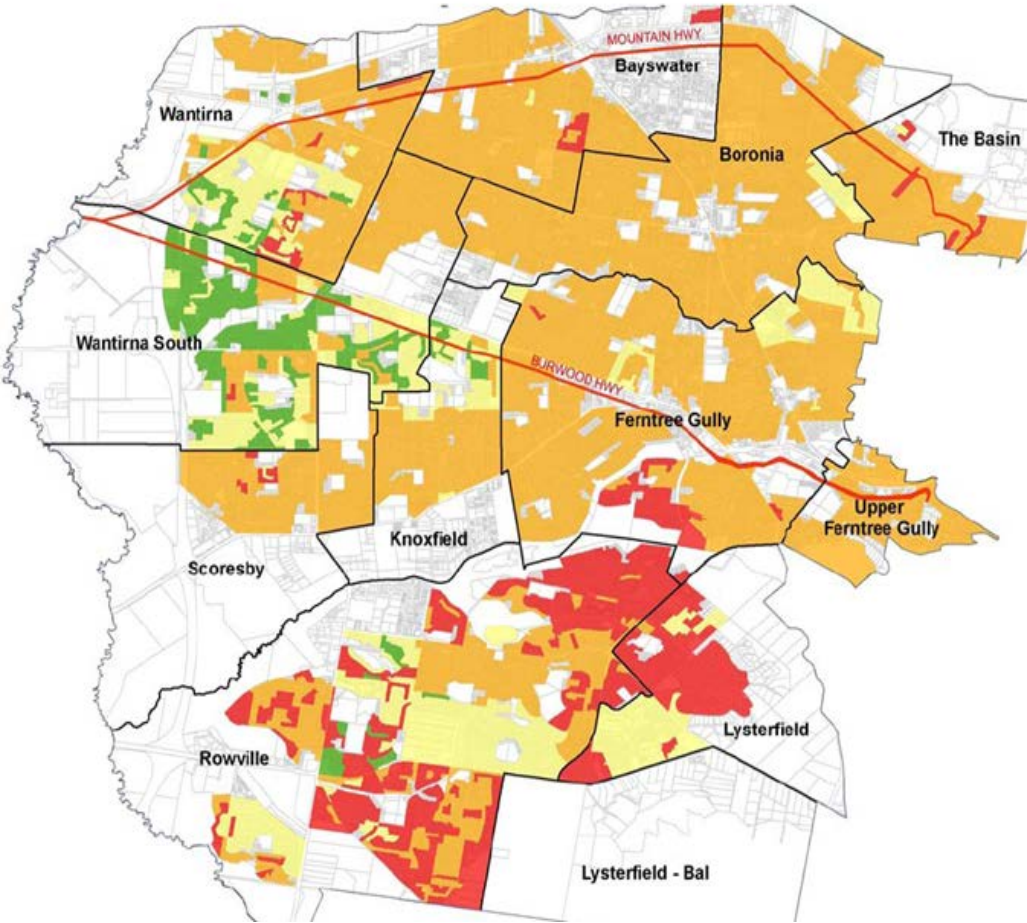 MOUNTAIN HWY
Bayswater
Wantirna
The Basin
Boronia
Wantirna South
BURWOOD HWY
Ferntree Gully
Upper
Ferntree Gully
Knoxfield
Scoresby
Lysterfield
Rowville
Lysterfield - Bal